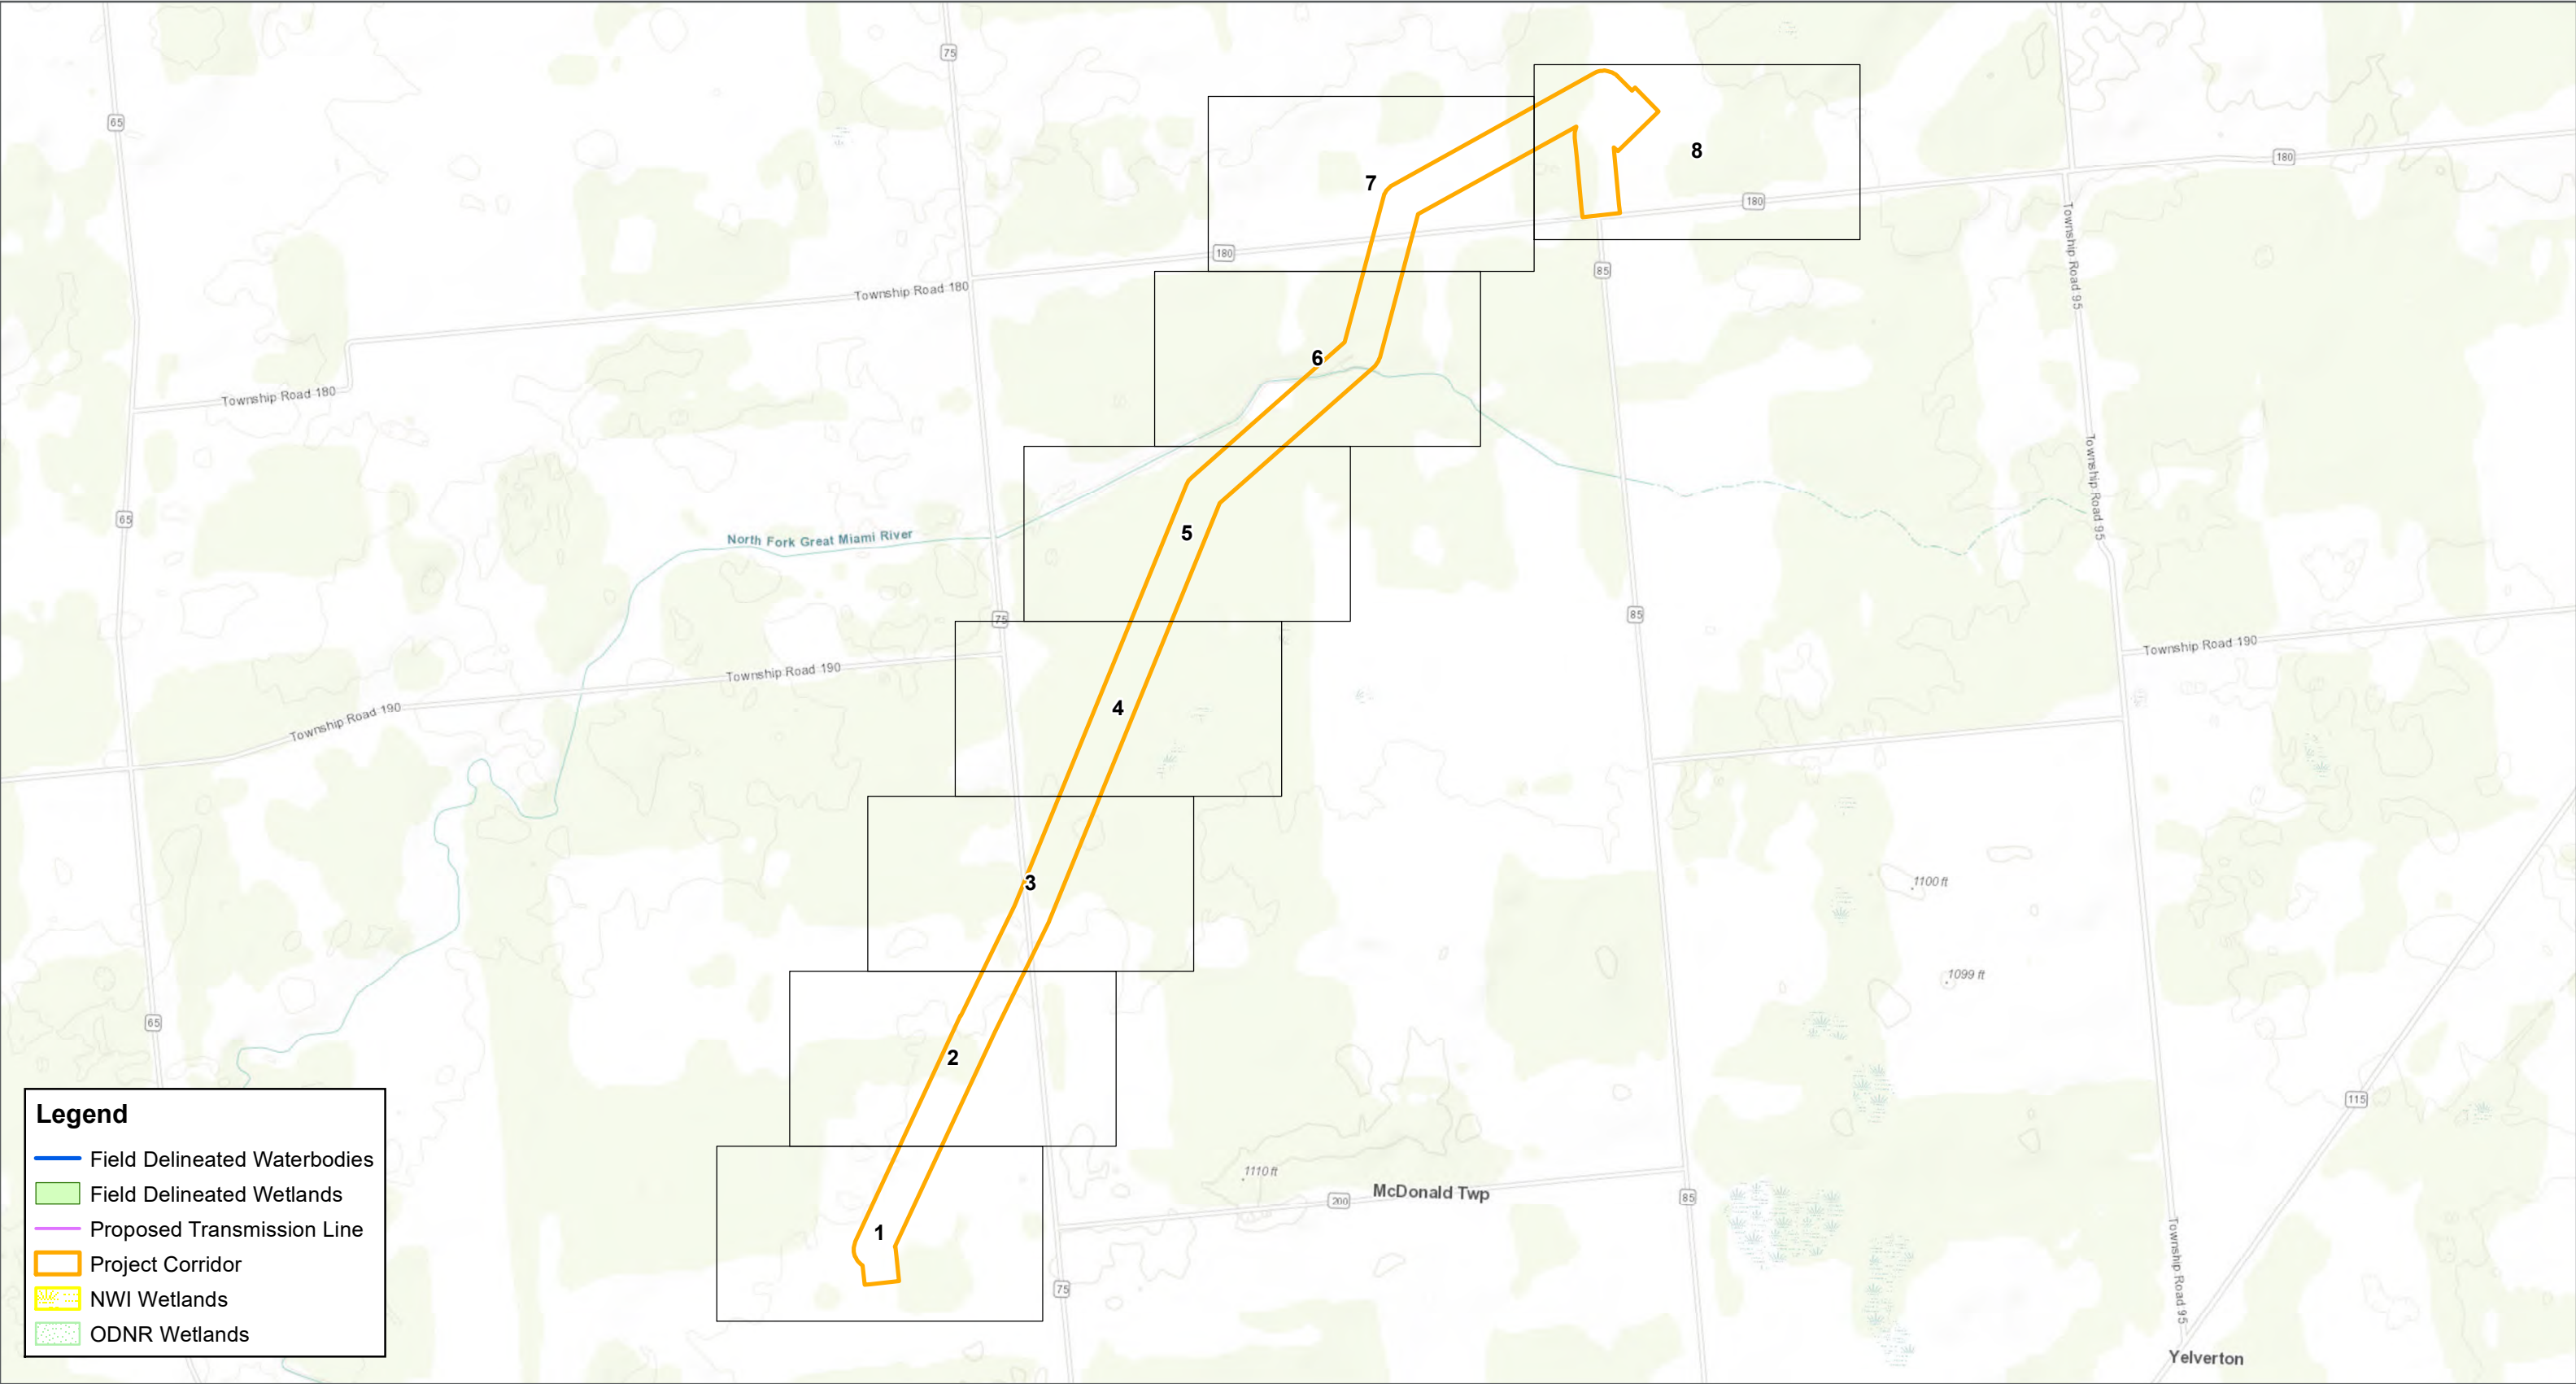 75
65
8
180
180
7
Township Road 95
180
85
Township Road 180
6
Township Road 180
Township Road 95
65
5
North Fork Great Miami River
85
75
Township Road 190
Township Road 190
4
Township Road 190
3
1100 ft
1099 ft
65
2
115
1110 ft
McDonald Twp
200
85
1
Township Road 95
75
Yelverton
Legend
Field Delineated Waterbodies
Field Delineated Wetlands
Proposed Transmission Line
Project Corridor
NWI Wetlands
ODNR Wetlands